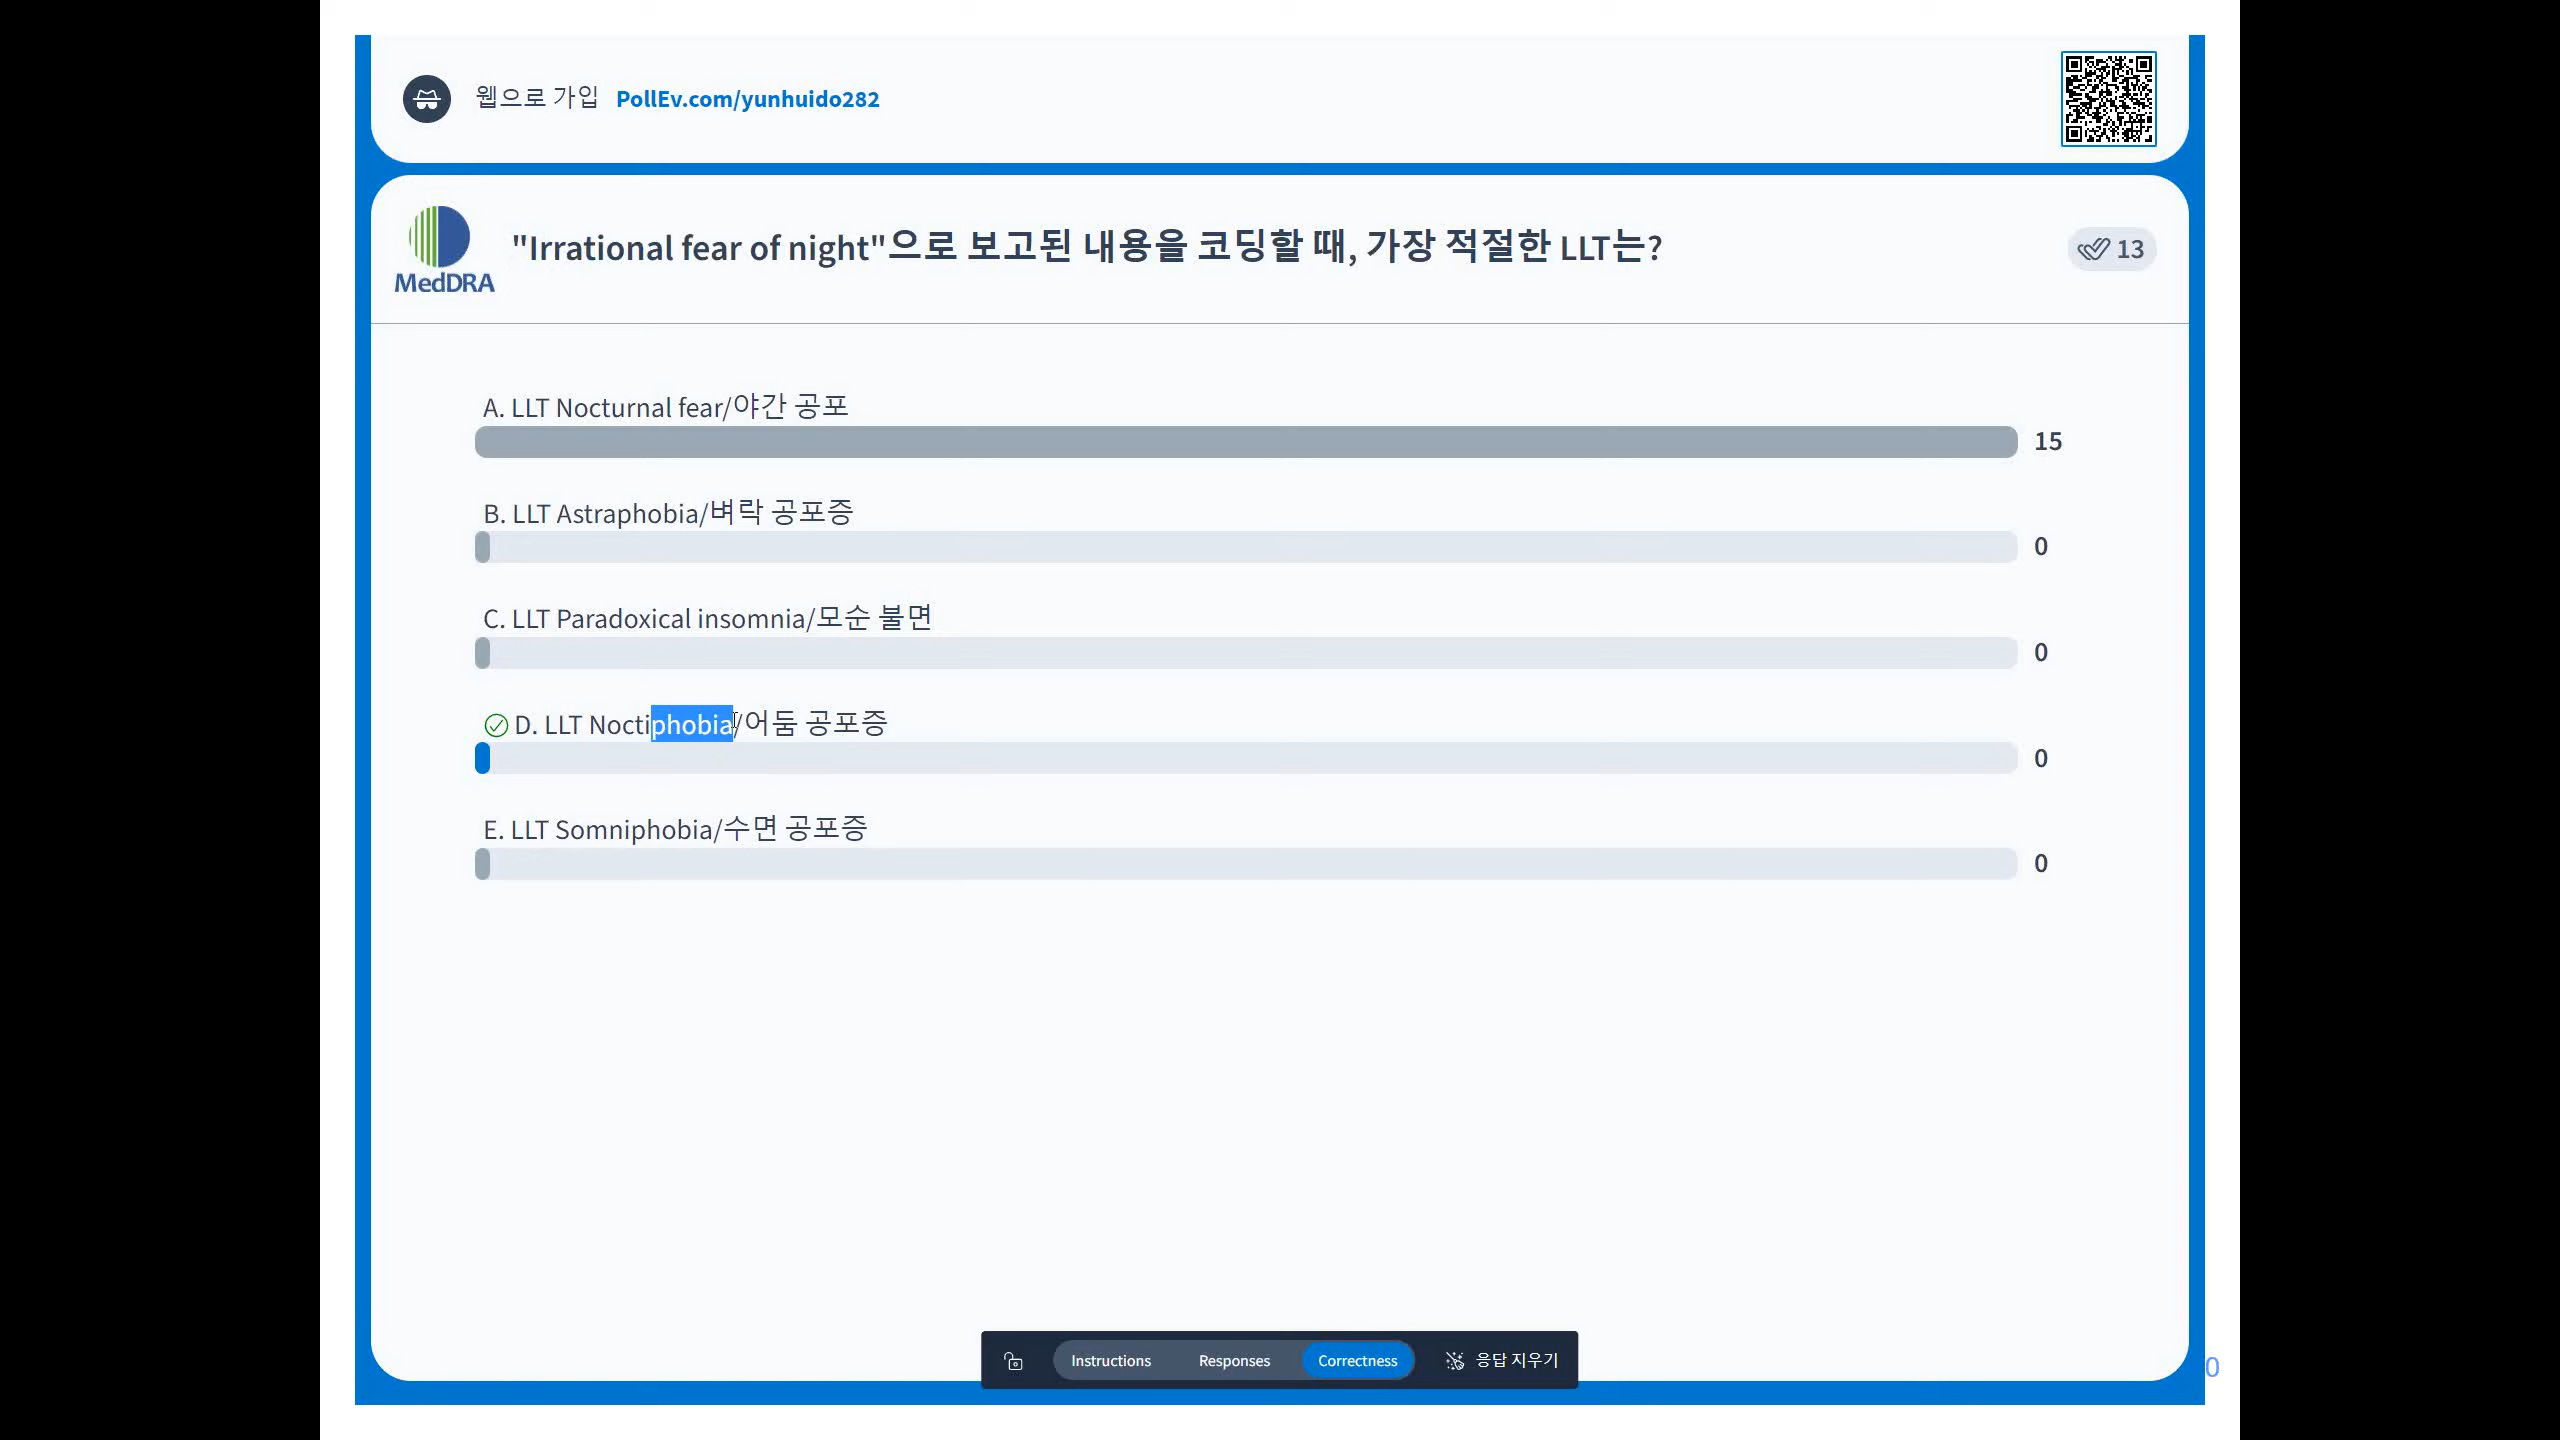 웹으로 가입 PollEv.com/yunhuido282
MedDRA
"Irrational fear of night"으로 보고된 내용을 코딩할 때, 가장 적절한 LLT는?
13
A. LLT Nocturnal fear/야간 공포
15
B. LLT Astraphobia/벼락 공포증
0
C. LLT Paradoxical insomnia/모순 불면
0
D. LLT Noctiphobia/어둠 공포증
0
E. LLT Somniphobia/수면 공포증
0
Instructions Responses Correctness 응답 지우기
0